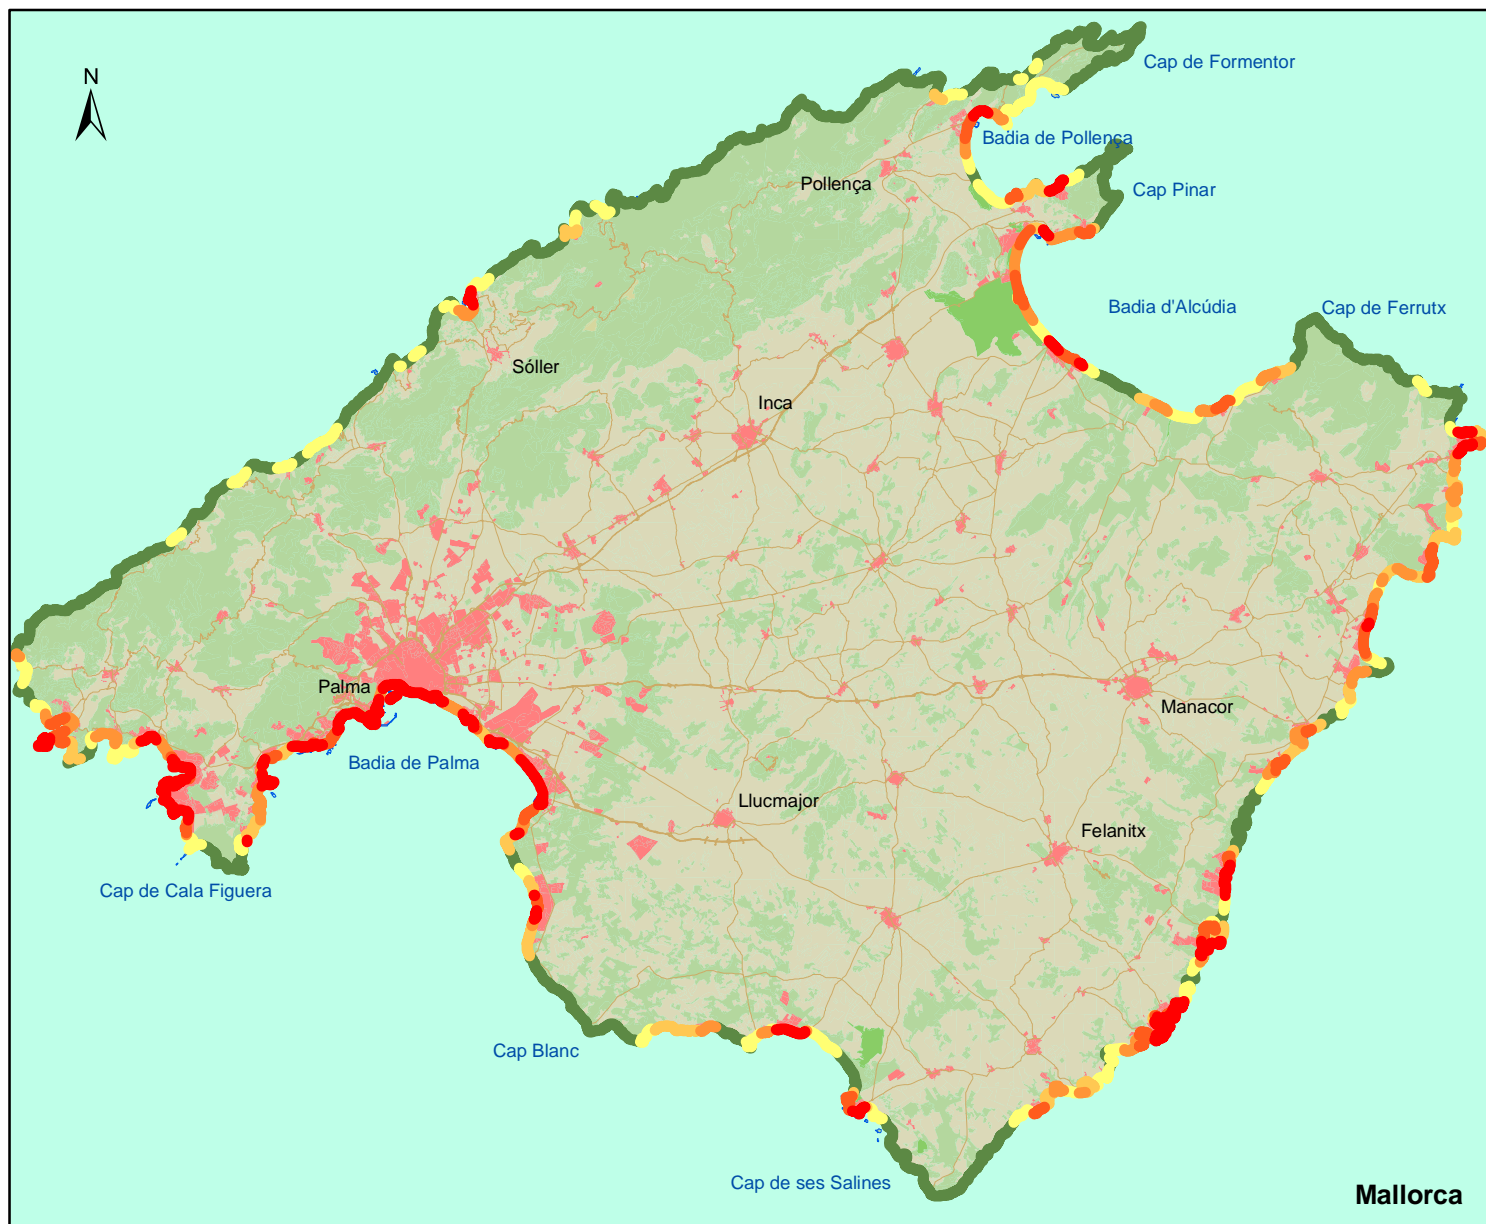 Cap de Formentor
N
Badia de Pollença
Pollença
Cap Pinar
Badia d'Alcúdia
Cap de Ferrutx
Sóller
Inca
Palma
Manacor
Badia de Palma
Llucmajor
Felanitx
Cap de Cala Figuera
Cap Blanc
Cap de ses Salines
Mallorca